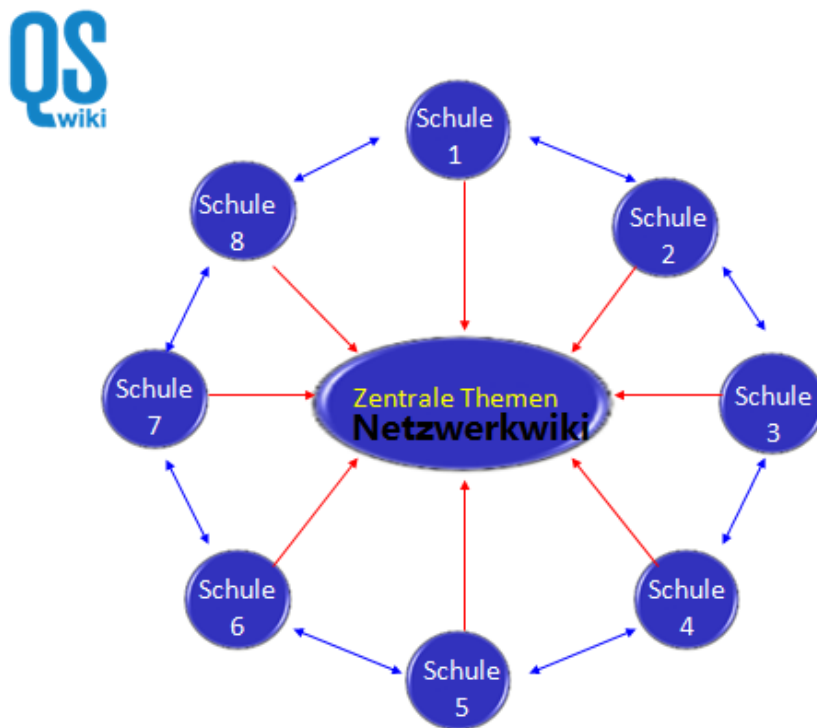 QS
wiki
Schule
1
Schule
2
Schule
3
Schule
4
Schule
5
Schule
6
Schule
7
Schule
8
Zentrale Themen
Netzwerkwiki